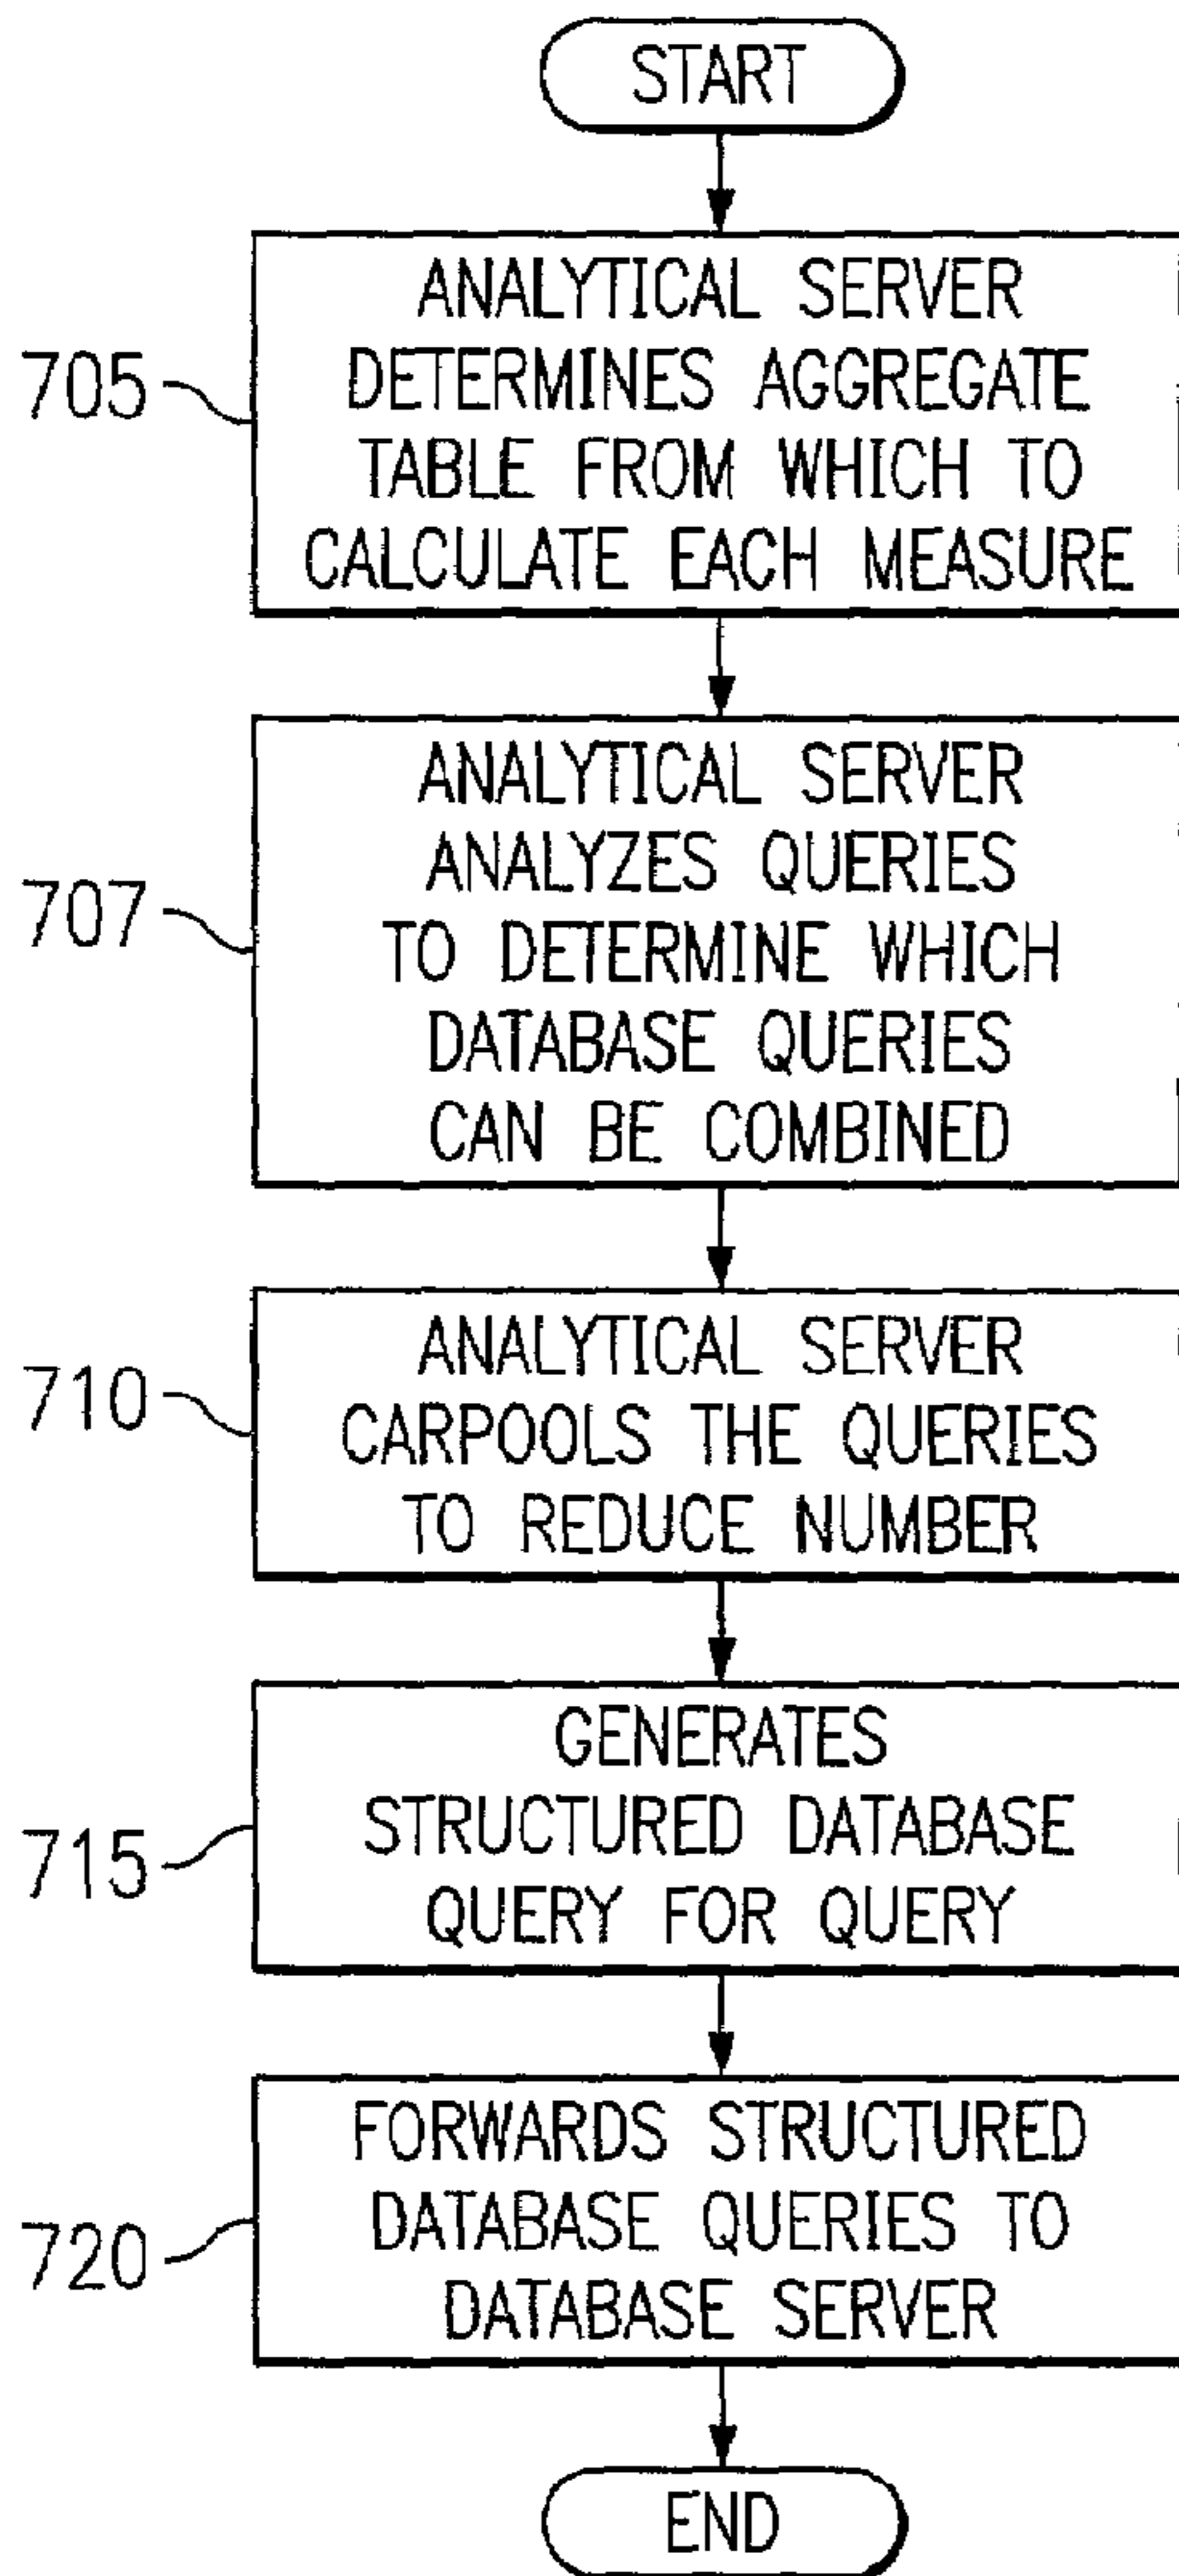 START
705
ANALYTICAL SERVER
DETERMINES AGGREGATE
TABLE FROM WHICH TO
CALCULATE EACH MEASURE
707
ANALYTICAL SERVER
ANALYZES QUERIES
TO DETERMINE WHICH
DATABASE QUERIES
CAN BE COMBINED
710
ANALYTICAL SERVER
CARPOOLS THE QUERIES
TO REDUCE NUMBER
715
GENERATES
STRUCTURED DATABASE
QUERY FOR QUERY
720
FORWARDS STRUCTURED
DATABASE QUERIES TO
DATABASE SERVER
END